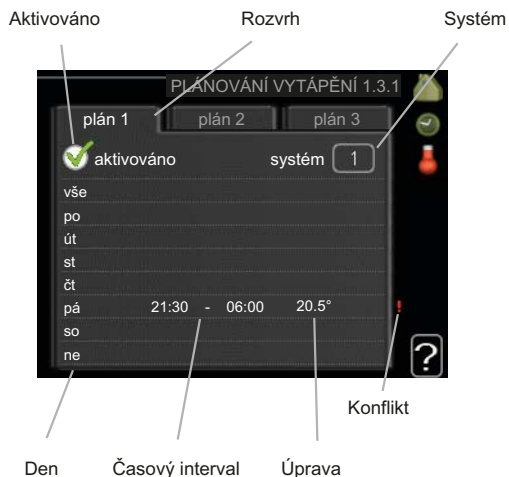 Aktivováno Rozvrh Systém
PLÁNOVÁNÍ VYTÁPĚNÍ 1.3.1
plán 1 plán 2 plán 3
aktivováno systém 1
vše
po
út
st
čt
pá 21:30 - 06:00 20.5° !
so
ne
?
Konflikt
Den Časový interval Úprava